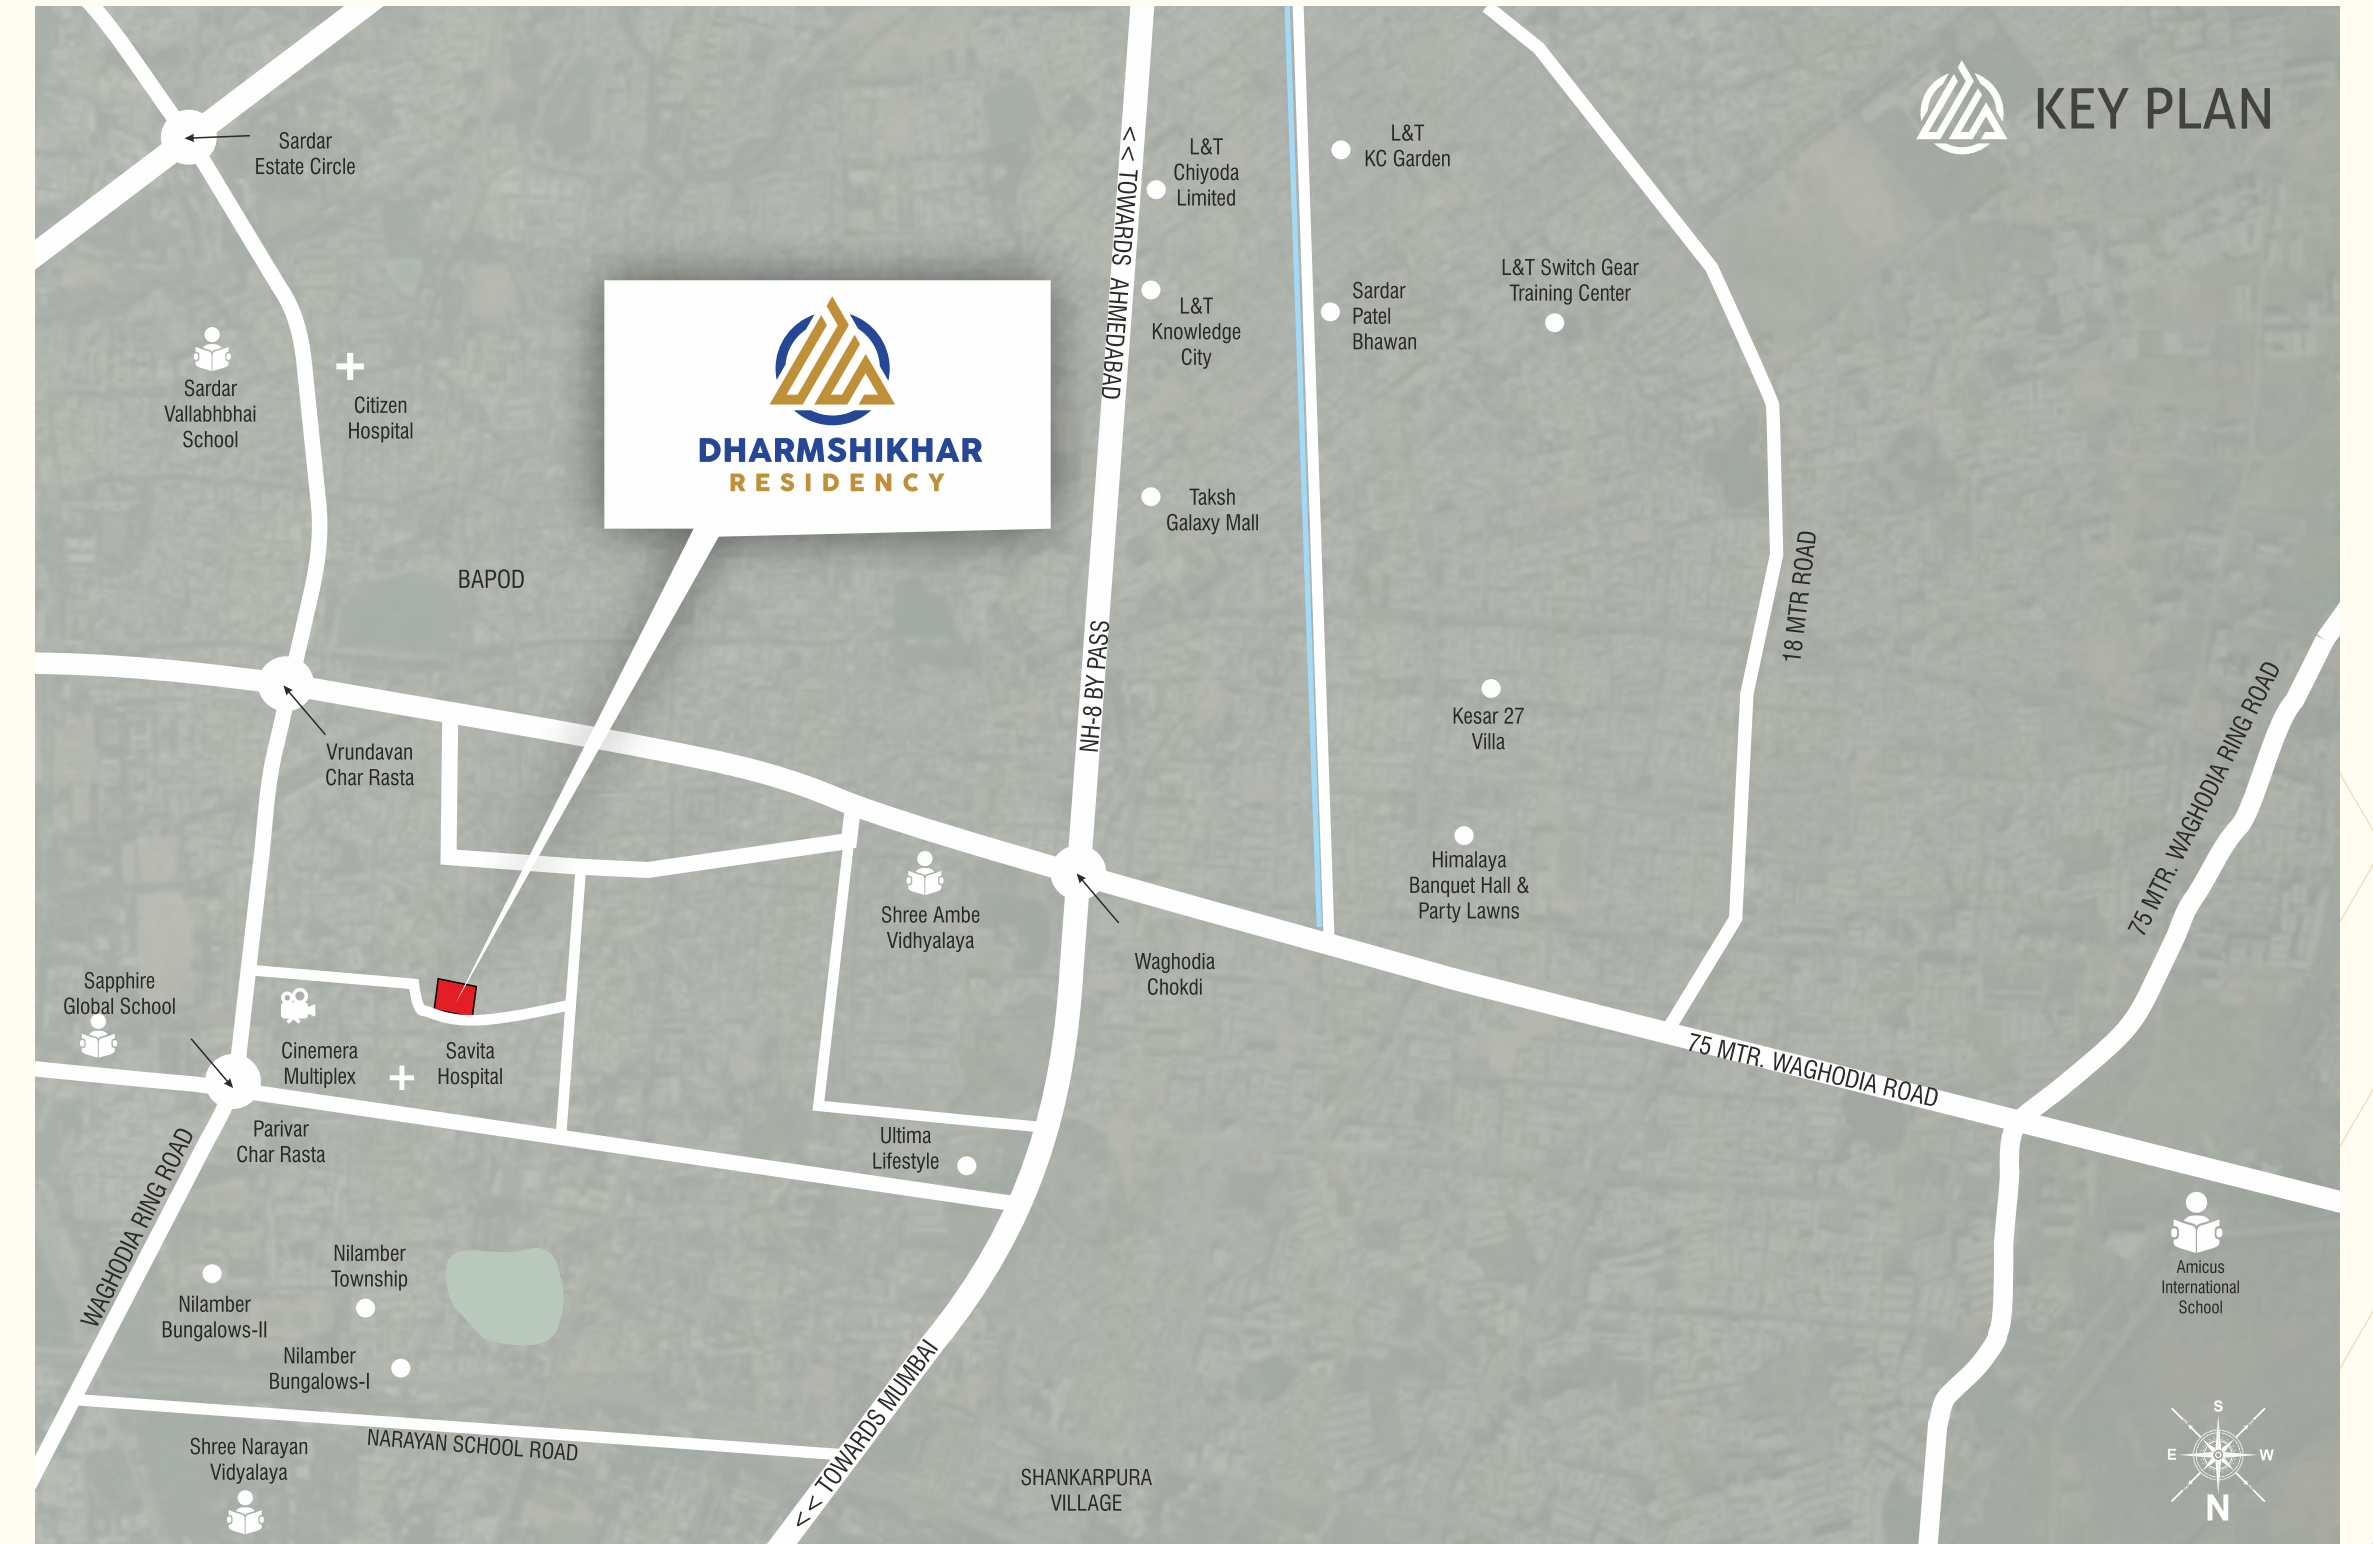 KEY PLAN
Sardar
Estate Circle
L&T
Chiyoda
Limited
L&T
KC Garden
<< TOWARDS AHMEDABAD
L&T
Knowledge
City
Sardar
Patel
Bhawan
L&T Switch Gear
Training Center
Sardar
Vallabhbhai
School
Citizen
Hospital
DHARMSHIKHAR
RESIDENCY
Taksh
Galaxy Mall
BAPOD
NH-8 BY PASS
18 MTR ROAD
75 MTR. WAGHODIA RING ROAD
Vrundavan
Char Rasta
Kesar 27
Villa
Himalaya
Banquet Hall &
Party Lawns
Shree Ambe
Vidhyalaya
Waghodia
Chokdi
Sapphire
Global School
Cinemera
Multiplex
Savita
Hospital
75 MTR. WAGHODIA ROAD
Parivar
Char Rasta
Ultima
Lifestyle
WAGHODIA RING ROAD
Nilamber
Township
Nilamber
Bungalows-II
Nilamber
Bungalows-I
Amicus
International
School
<< TOWARDS MUMBAI
NARAYAN SCHOOL ROAD
Shree Narayan
Vidyalaya
SHANKARPURA
VILLAGE
S
E
W
N